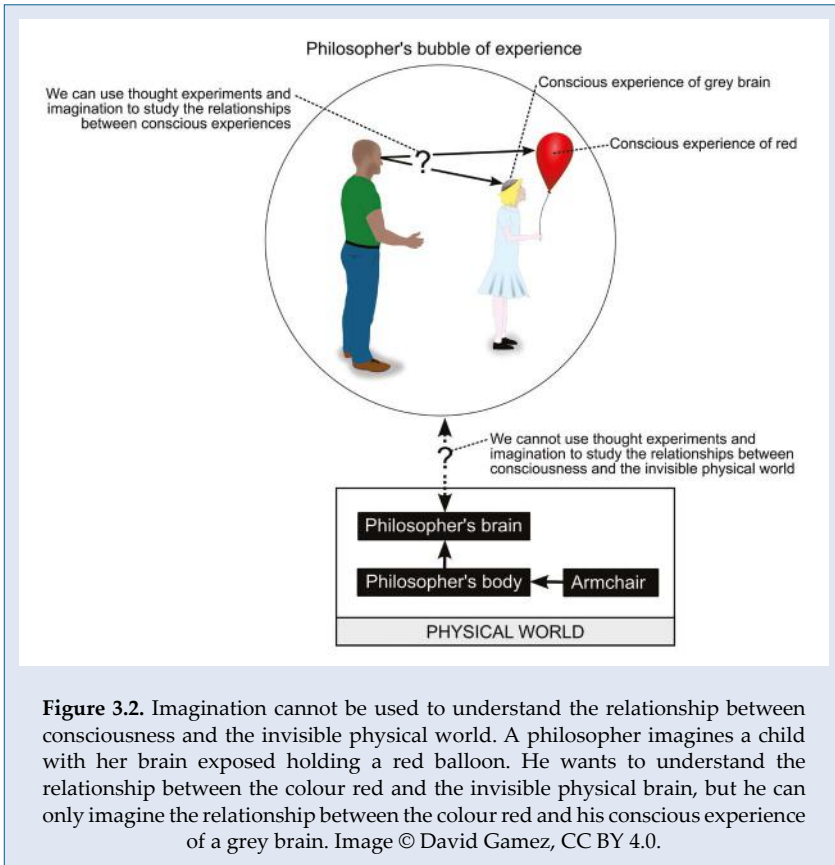 Philosopher's bubble of experience
We can use thought experiments and
imagination to study the relationships
between conscious experiences
Conscious experience of grey brain
Conscious experience of red
?
?
We cannot use thought experiments and
imagination to study the relationships between
consciousness and the invisible physical world
Philosopher's brain
Philosopher's body
Armchair
PHYSICAL WORLD
Figure 3.2. Imagination cannot be used to understand the relationship between
consciousness and the invisible physical world. A philosopher imagines a child
with her brain exposed holding a red balloon. He wants to understand the
relationship between the colour red and the invisible physical brain, but he can
only imagine the relationship between the colour red and his conscious experience
of a grey brain. Image © David Gamez, CC BY 4.0.